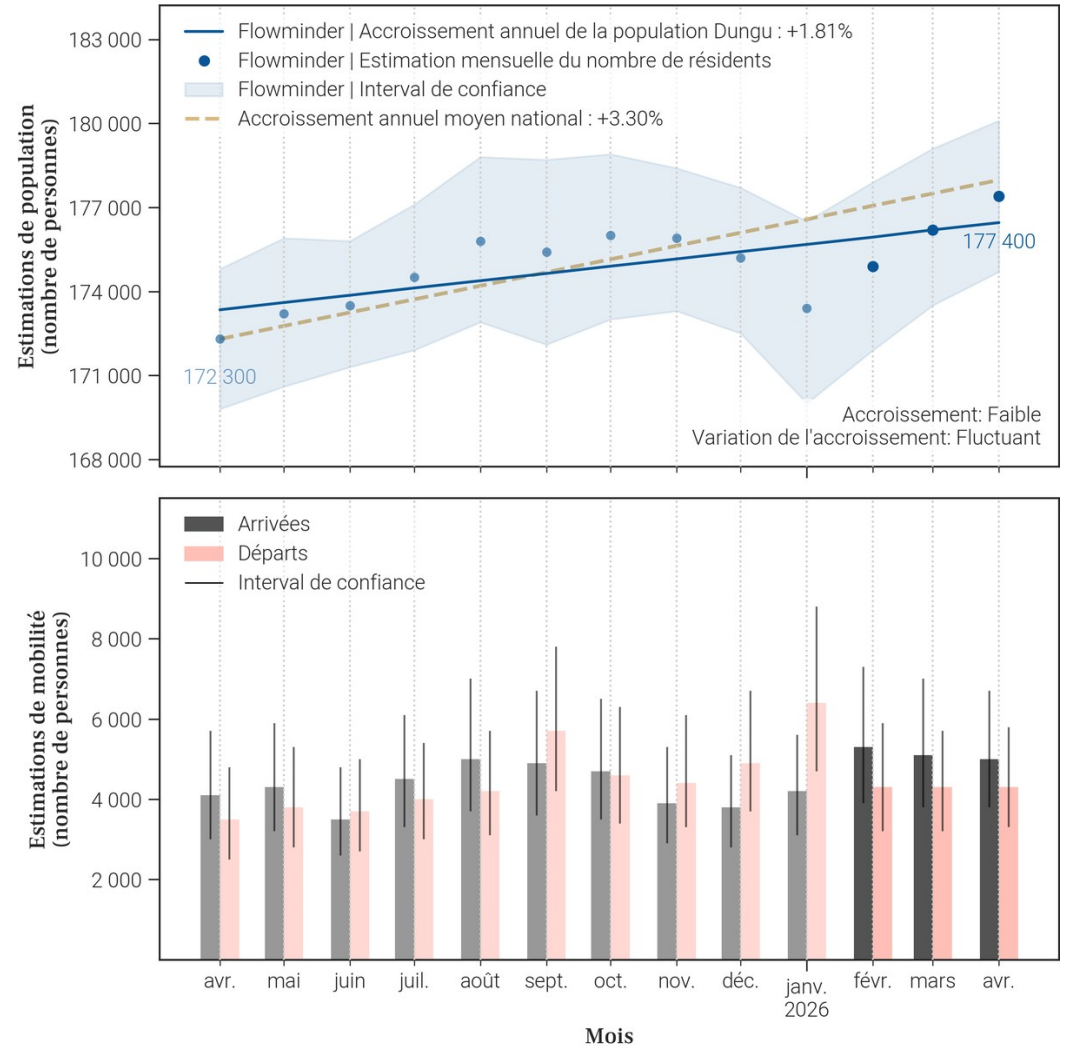 Flowminder | Accroissement annuel de la population Dungu : +1.81%
Flowminder | Estimation mensuelle du nombre de résidents
Flowminder | Interval de confiance
Accroissement annuel moyen national : +3.30%
Estimations de population
(nombre de personnes)
183 000
180 000
177 000
174 000
171 000
168 000
172 300
177 400
Accroissement: Faible
Variation de l'accroissement: Fluctuant
Arrivées
Départs
Interval de confiance
Estimations de mobilité
(nombre de personnes)
10 000
8 000
6 000
4 000
2 000
avr. mai juin juil. août sept. oct. nov. déc. janv. févr. mars avr.
2026
Mois